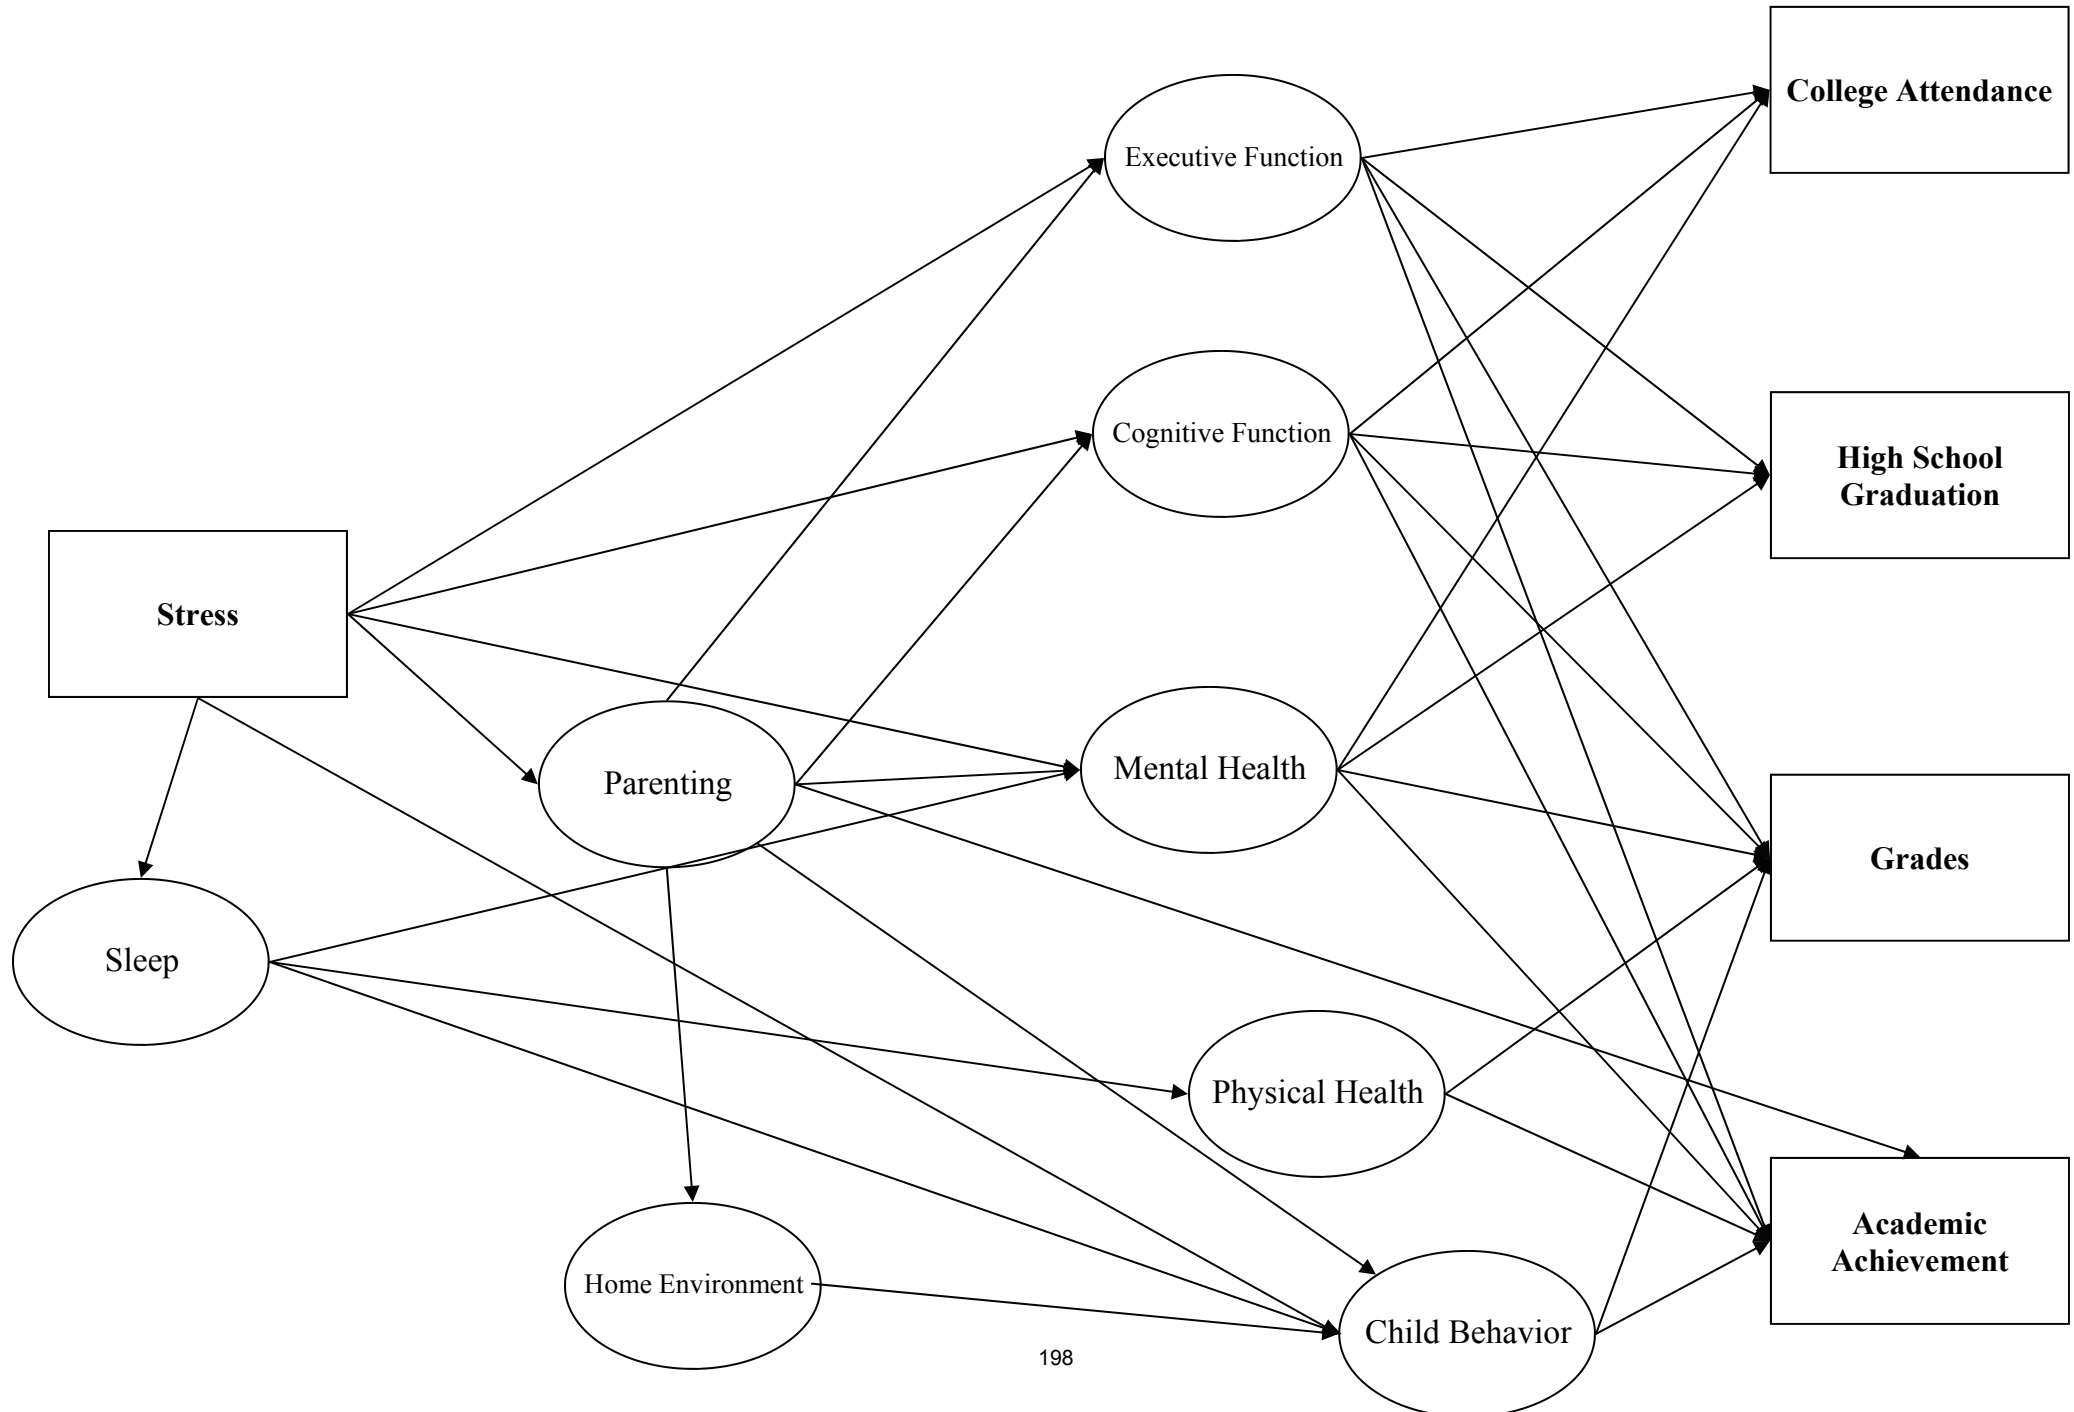 College Attendance
Executive Function
Cognitive Function
High School
Graduation
Stress
Parenting
Mental Health
Grades
Sleep
Physical Health
Academic
Achievement
Home Environment
Child Behavior
198